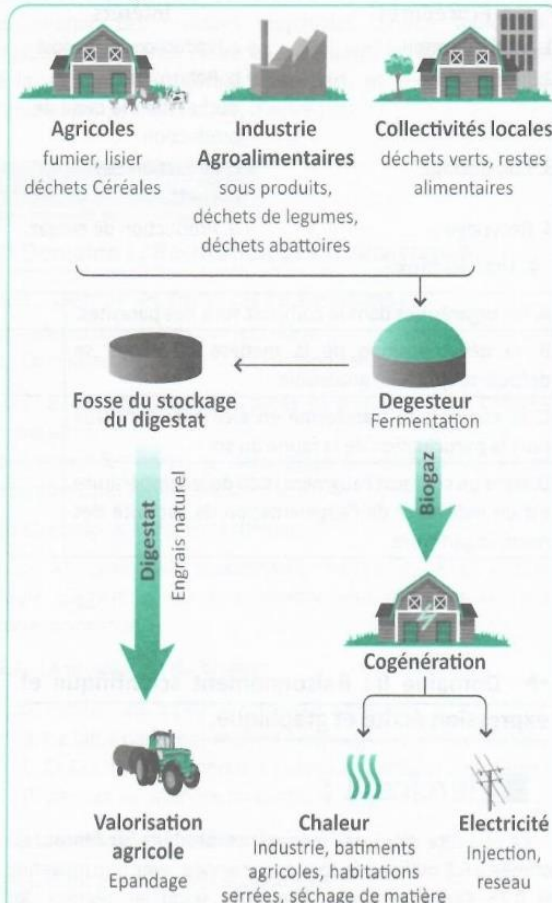 Agricoles
fumier, lisier
déchets Céréales
Industrie
Agroalimentaires
sous produits,
déchets de legumes,
déchets abattoires
Collectivités locales
déchets verts, restes
alimentaires
Fosse du stockage
du digestat
Degesteur
Fermentation
Digestat
Engrais naturel
Biogaz
Cogénération
Valorisation
agricole
Epandage
Chaleur
Industrie, batiments
agricoles, habitations
serrées, séchage de matière
Electricité
Injection,
reseau